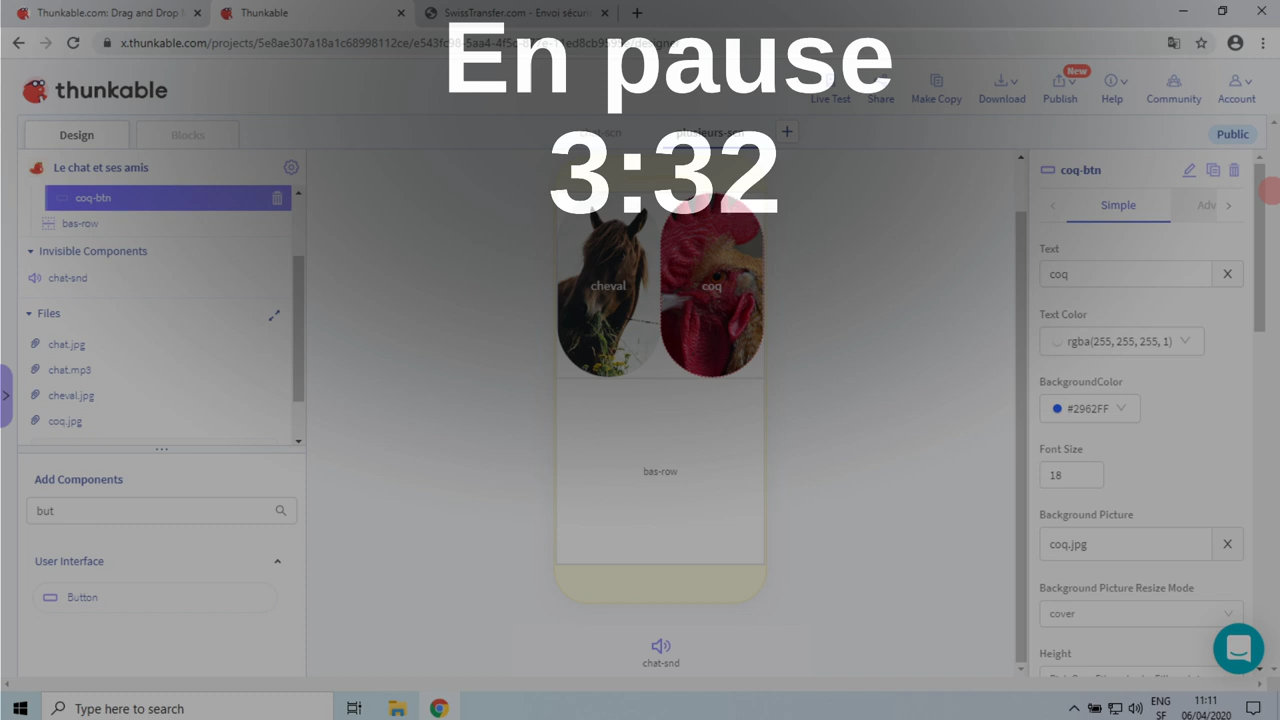 Thunkable.com: Drag and Drop
Thunkable
SwissTransfer.com - Envoi sécur
En pause
3:32
thunkable
Live Test
Share
Make Copy
Download
New
Publish
Help
Community
Account
Design
Blocks
chat-scn
plusieurs-scn
Public
Le chat et ses amis
coq-btn
bas-row
Invisible Components
chat-snd
Files
chat.jpg
chat.mp3
cheval.jpg
coq.jpg
Add Components
but
User Interface
Button
cheval
coq
bas-row
chat-snd
coq-btn
Simple
Adv
Text
coq
Text Color
rgba(255, 255, 255, 1)
BackgroundColor
#2962FF
Font Size
18
Background Picture
coq.jpg
Background Picture Resize Mode
cover
Height
Type here to search
ENG
SF
11:11
06/04/2020